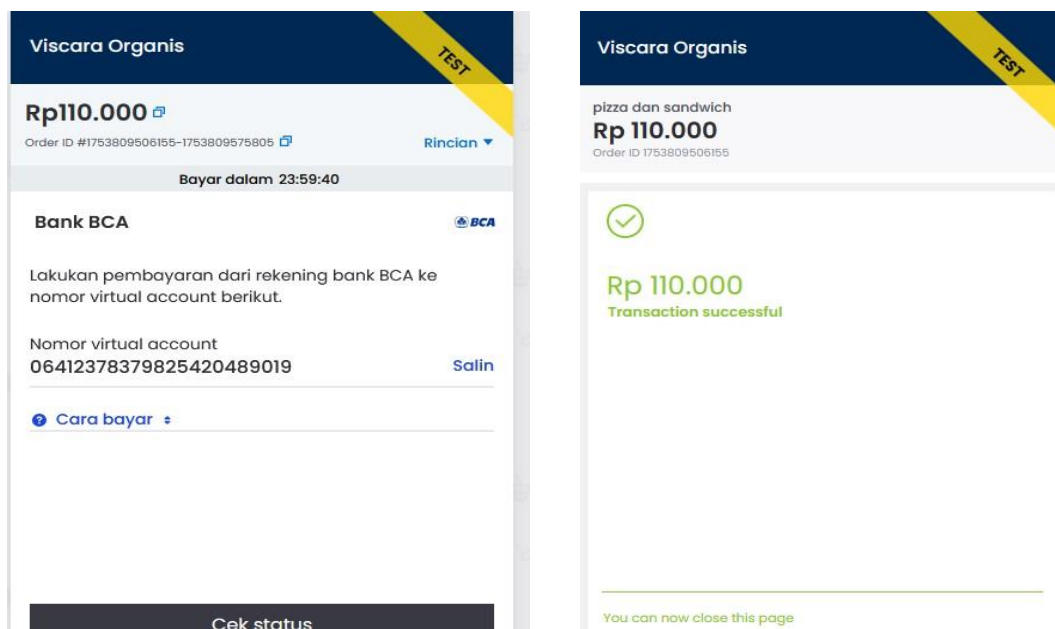 Viscara Organis
TEST
Rp110.000
Order ID #1753809506155-1753809575805
Rincian
Bayar dalam 23:59:40
Bank BCA
BCA
Lakukan pembayaran dari rekening bank BCA ke
nomor virtual account berikut.
Nomor virtual account
06412378379825420489019
Salin
Cara bayar
Cek status
Viscara Organis
TEST
pizza dan sandwich
Rp 110.000
Order ID 1753809506155
Rp 110.000
Transaction successful
You can now close this page